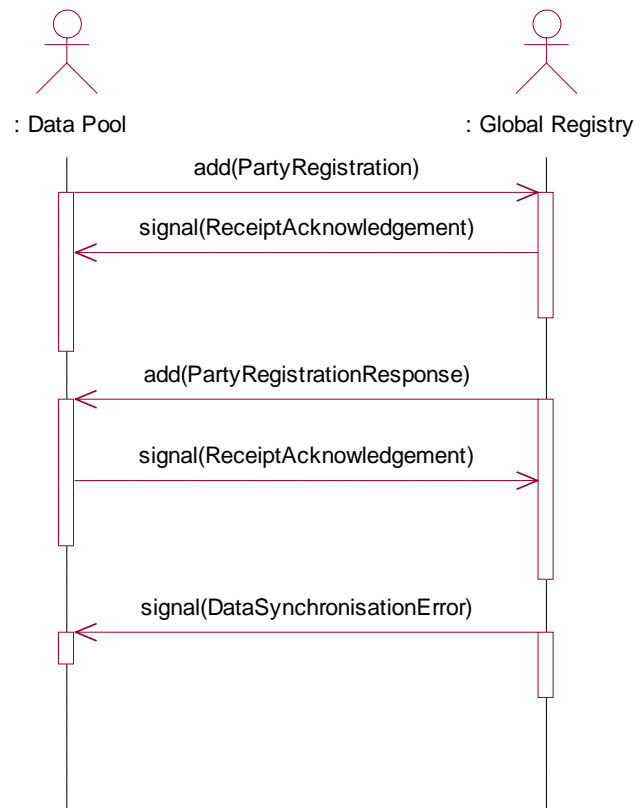 : Data Pool
: Global Registry
add(PartyRegistration)
signal(ReceiptAcknowledgement)
add(PartyRegistrationResponse)
signal(ReceiptAcknowledgement)
signal(DataSynchronisationError)